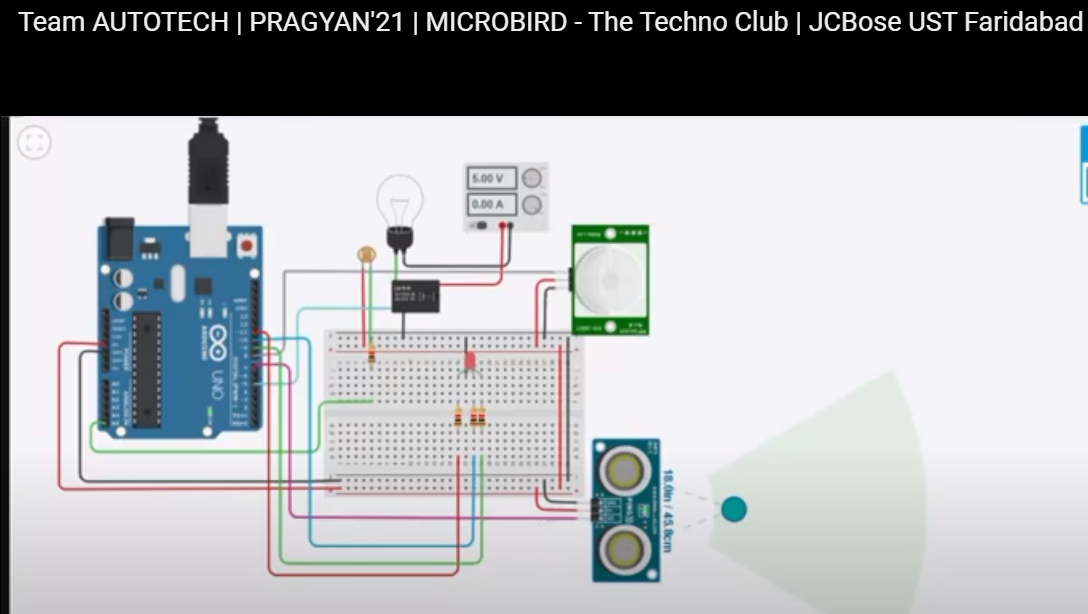 Team AUTOTECH | PRAGYAN'21 | MICROBIRD - The Techno Club | JCBose UST Faridabad
5.00 V
0.00 A
ARDUINO
UNO
18.0in / 45.8cm